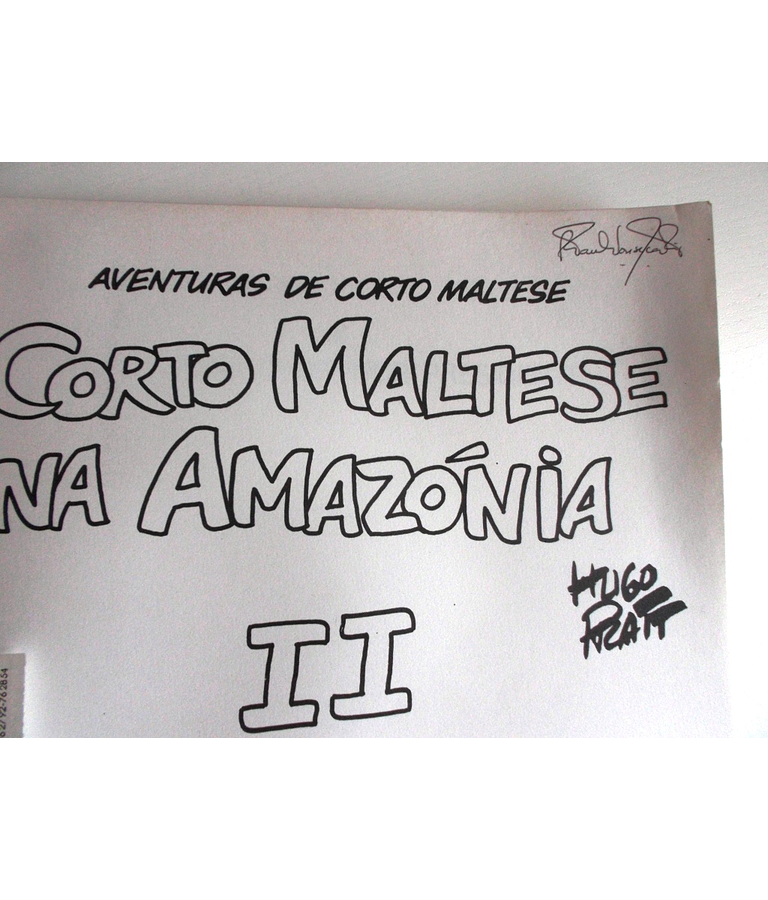 AVENTURAS DE CORTO MALTESE
CORTO MALTESE
NA AMAZÓNIA
HUGO
PRATT
II